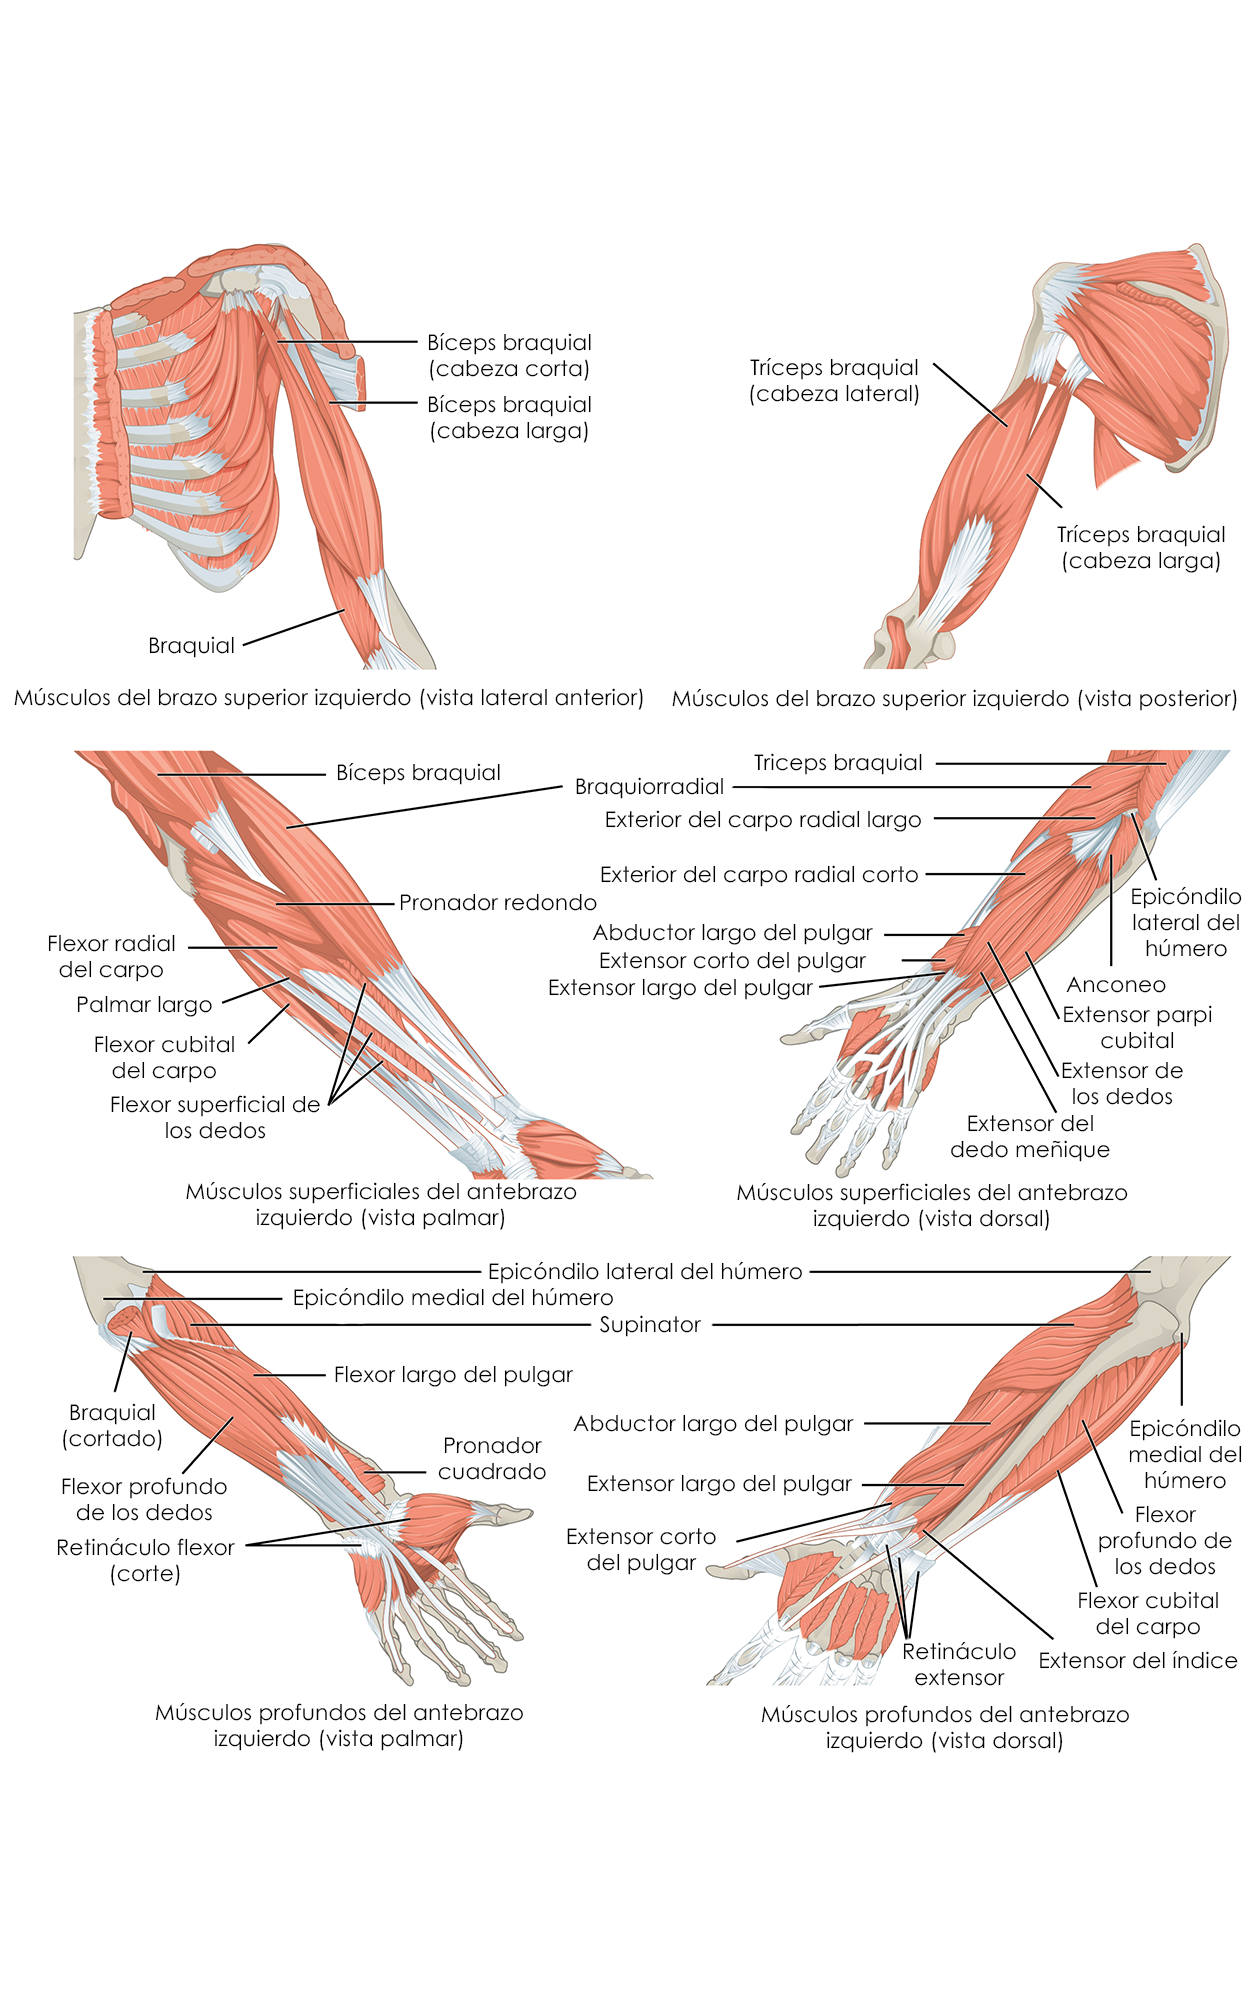 Bíceps braquial
(cabeza corta)
Bíceps braquial
(cabeza larga)
Braquial
Músculos del brazo superior izquierdo (vista lateral anterior)
Tríceps braquial
(cabeza lateral)
Tríceps braquial
(cabeza larga)
Músculos del brazo superior izquierdo (vista posterior)
Bíceps braquial
Braquiorradial
Pronador redondo
Flexor radial
del carpo
Palmar largo
Flexor cubital
del carpo
Flexor superficial de
los dedos
Músculos superficiales del antebrazo
izquierdo (vista palmar)
Triceps braquial
Exterior del carpo radial largo
Exterior del carpo radial corto
Abductor largo del pulgar
Extensor corto del pulgar
Extensor largo del pulgar
Epicóndilo
lateral del
húmero
Anconeo
Extensor parpi
cubital
Extensor de
los dedos
Extensor del
dedo meñique
Músculos superficiales del antebrazo
izquierdo (vista dorsal)
Epicóndilo lateral del húmero
Epicóndilo medial del húmero
Supinator
Flexor largo del pulgar
Braquial
(cortado)
Pronador
cuadrado
Flexor profundo
de los dedos
Retináculo flexor
(corte)
Músculos profundos del antebrazo
izquierdo (vista palmar)
Abductor largo del pulgar
Extensor largo del pulgar
Extensor corto
del pulgar
Epicóndilo
medial del
húmero
Flexor
profundo de
los dedos
Flexor cubital
del carpo
Retináculo
extensor
Extensor del índice
Músculos profundos del antebrazo
izquierdo (vista dorsal)